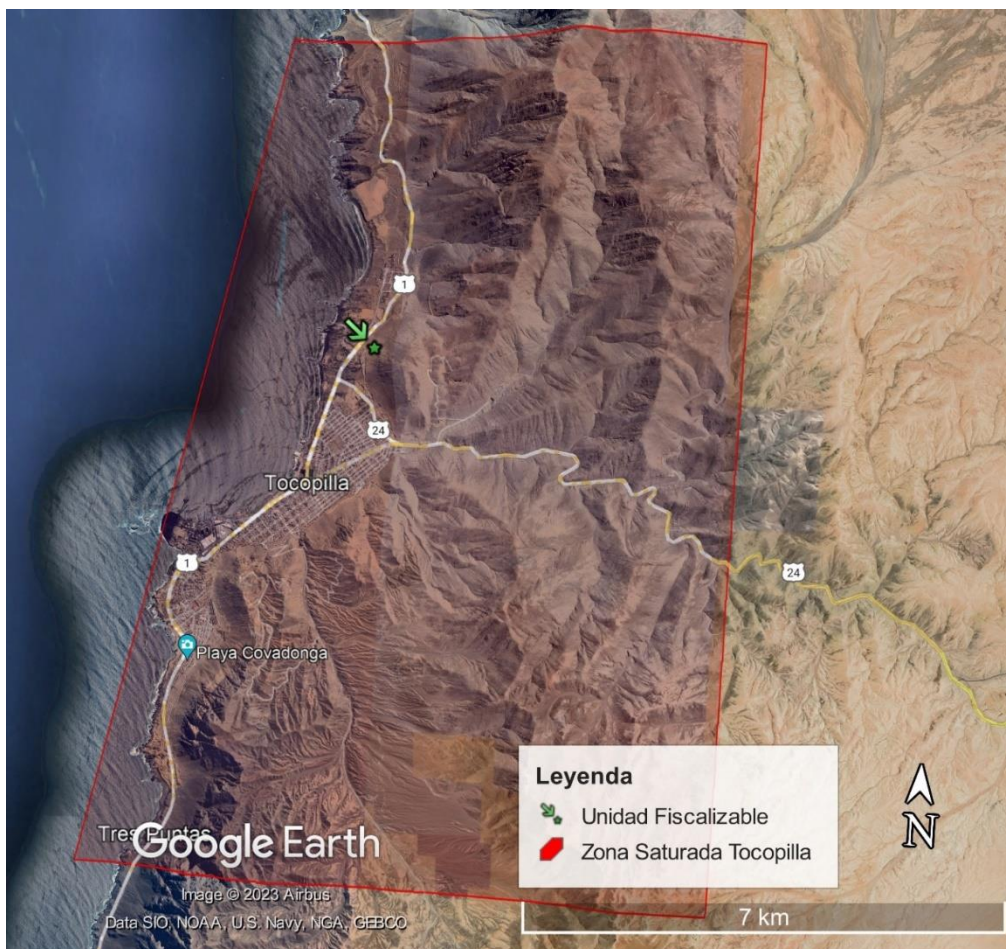 1
24
Tocopilla
1
24
Playa Covadonga
Leyenda
Unidad Fiscalizable
Zona Saturada Tocopilla
N
Tres Puntas
Google Earth
Image © 2023 Airbus
Data SIO, NOAA, U.S. Navy, NGA, GEBCO
7 km